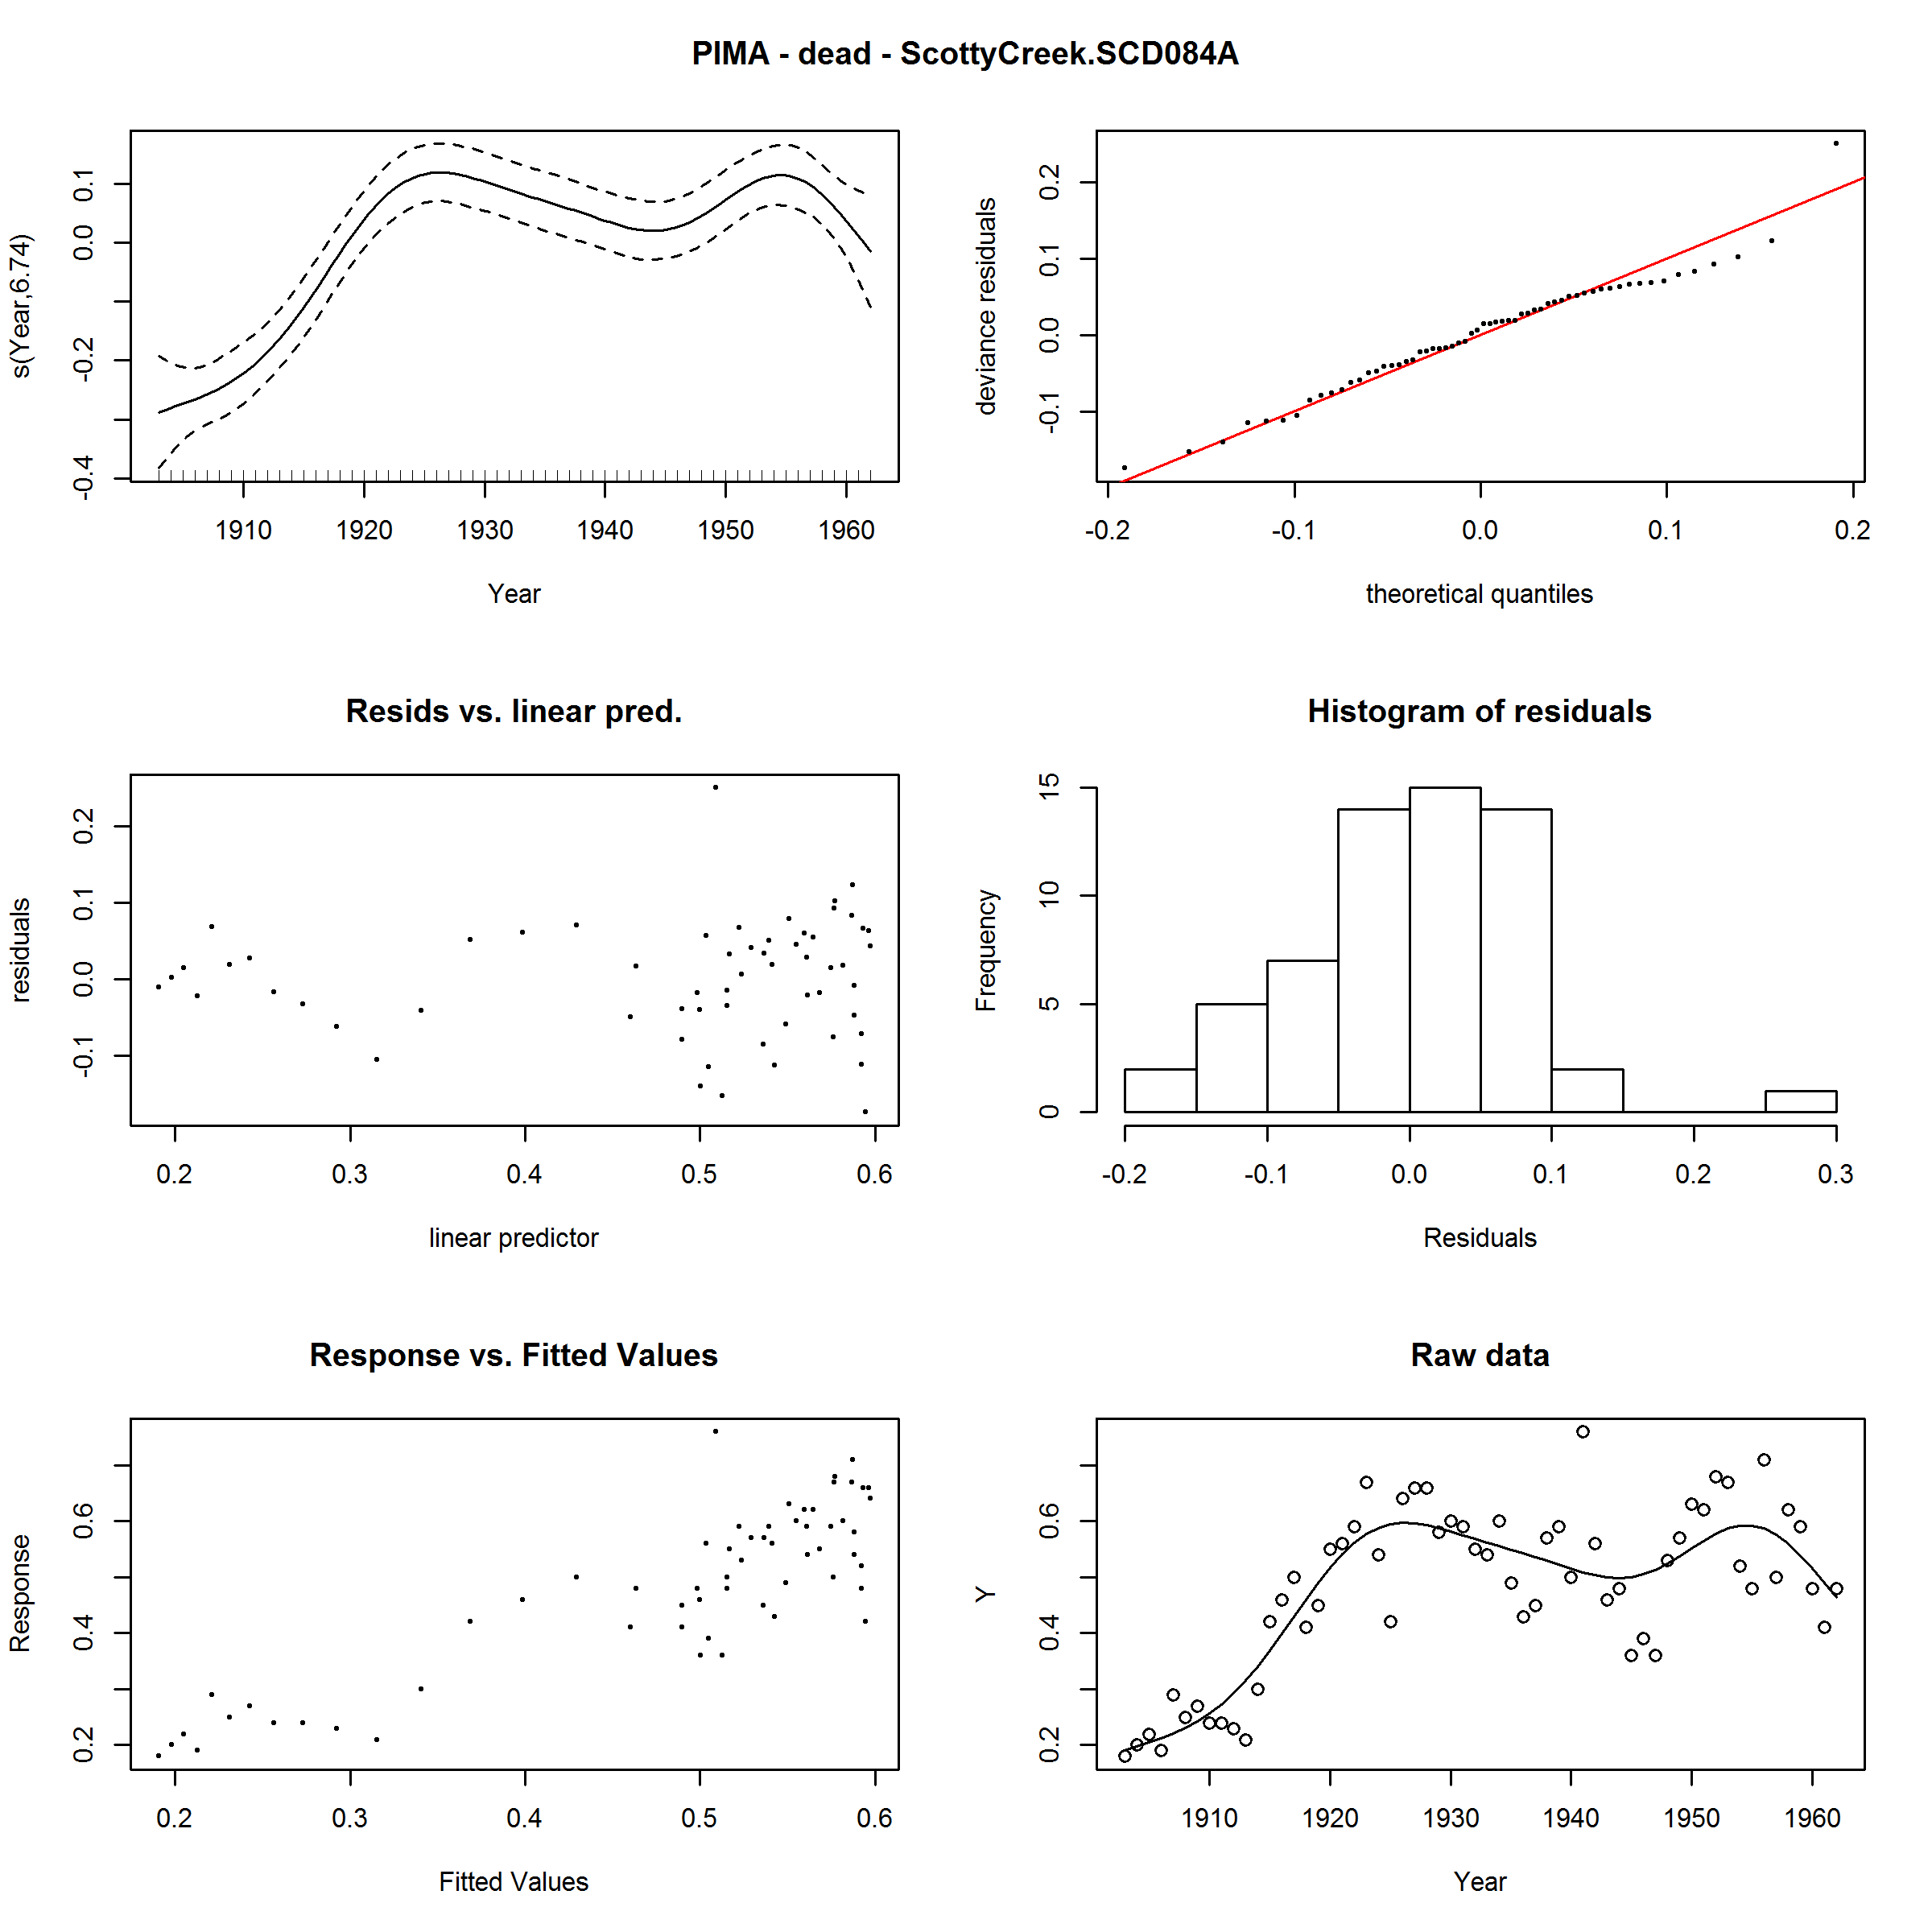 PIMA - dead - ScottyCreek.SCD084A
s(Year,6.74)
0.1
0.0
-0.2
-0.4
1910 1920 1930 1940 1950 1960
Year
deviance residuals
0.2
0.1
0.0
-0.1
-0.2 -0.1 0.0 0.1 0.2
theoretical quantiles
Resids vs. linear pred.
residuals
0.2
0.1
0.0
-0.1
0.2 0.3 0.4 0.5 0.6
linear predictor
Histogram of residuals
Frequency
15
10
5
0
-0.2 -0.1 0.0 0.1 0.2 0.3
Residuals
Response vs. Fitted Values
Response
0.6
0.4
0.2
0.2 0.3 0.4 0.5 0.6
Fitted Values
Raw data
Y
0.6
0.4
0.2
1910 1920 1930 1940 1950 1960
Year